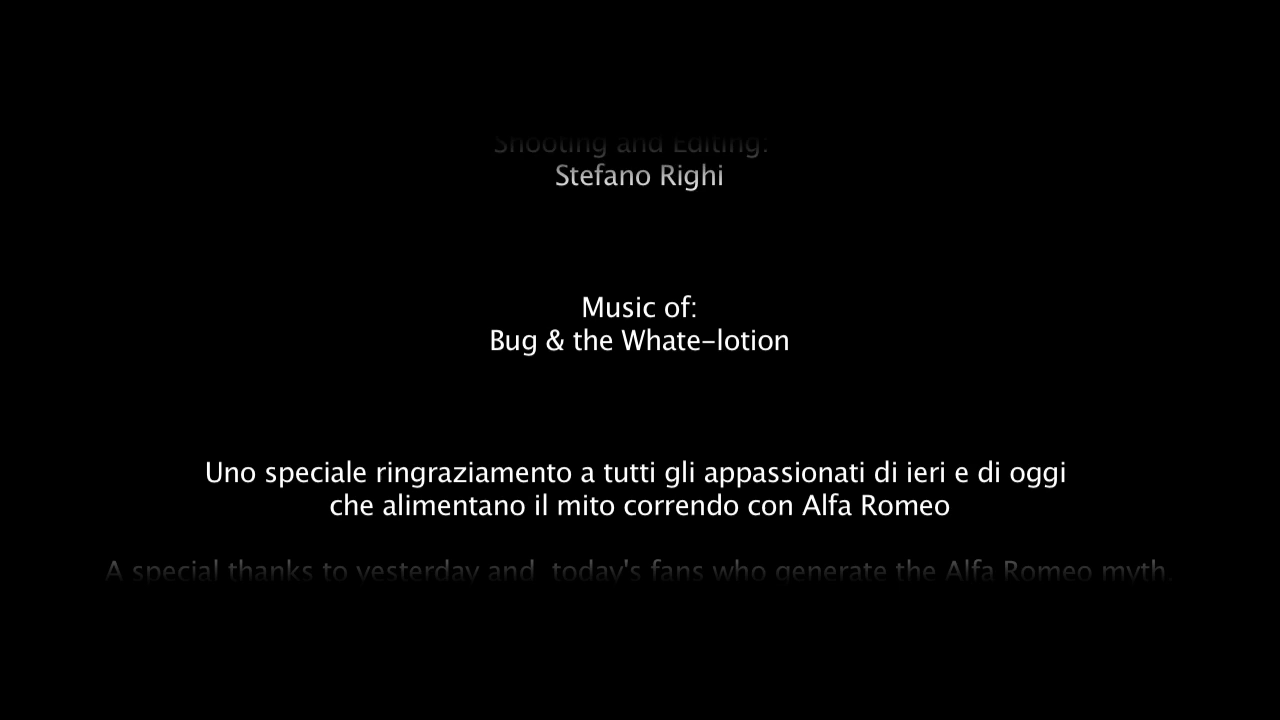 Shooting and Editing:
Stefano Righi
Music of:
Bug & the Whate-lotion
Uno speciale ringraziamento a tutti gli appassionati di ieri e di oggi
che alimentano il mito correndo con Alfa Romeo
A special thanks to yesterday and  today's fans who generate the Alfa Romeo myth.